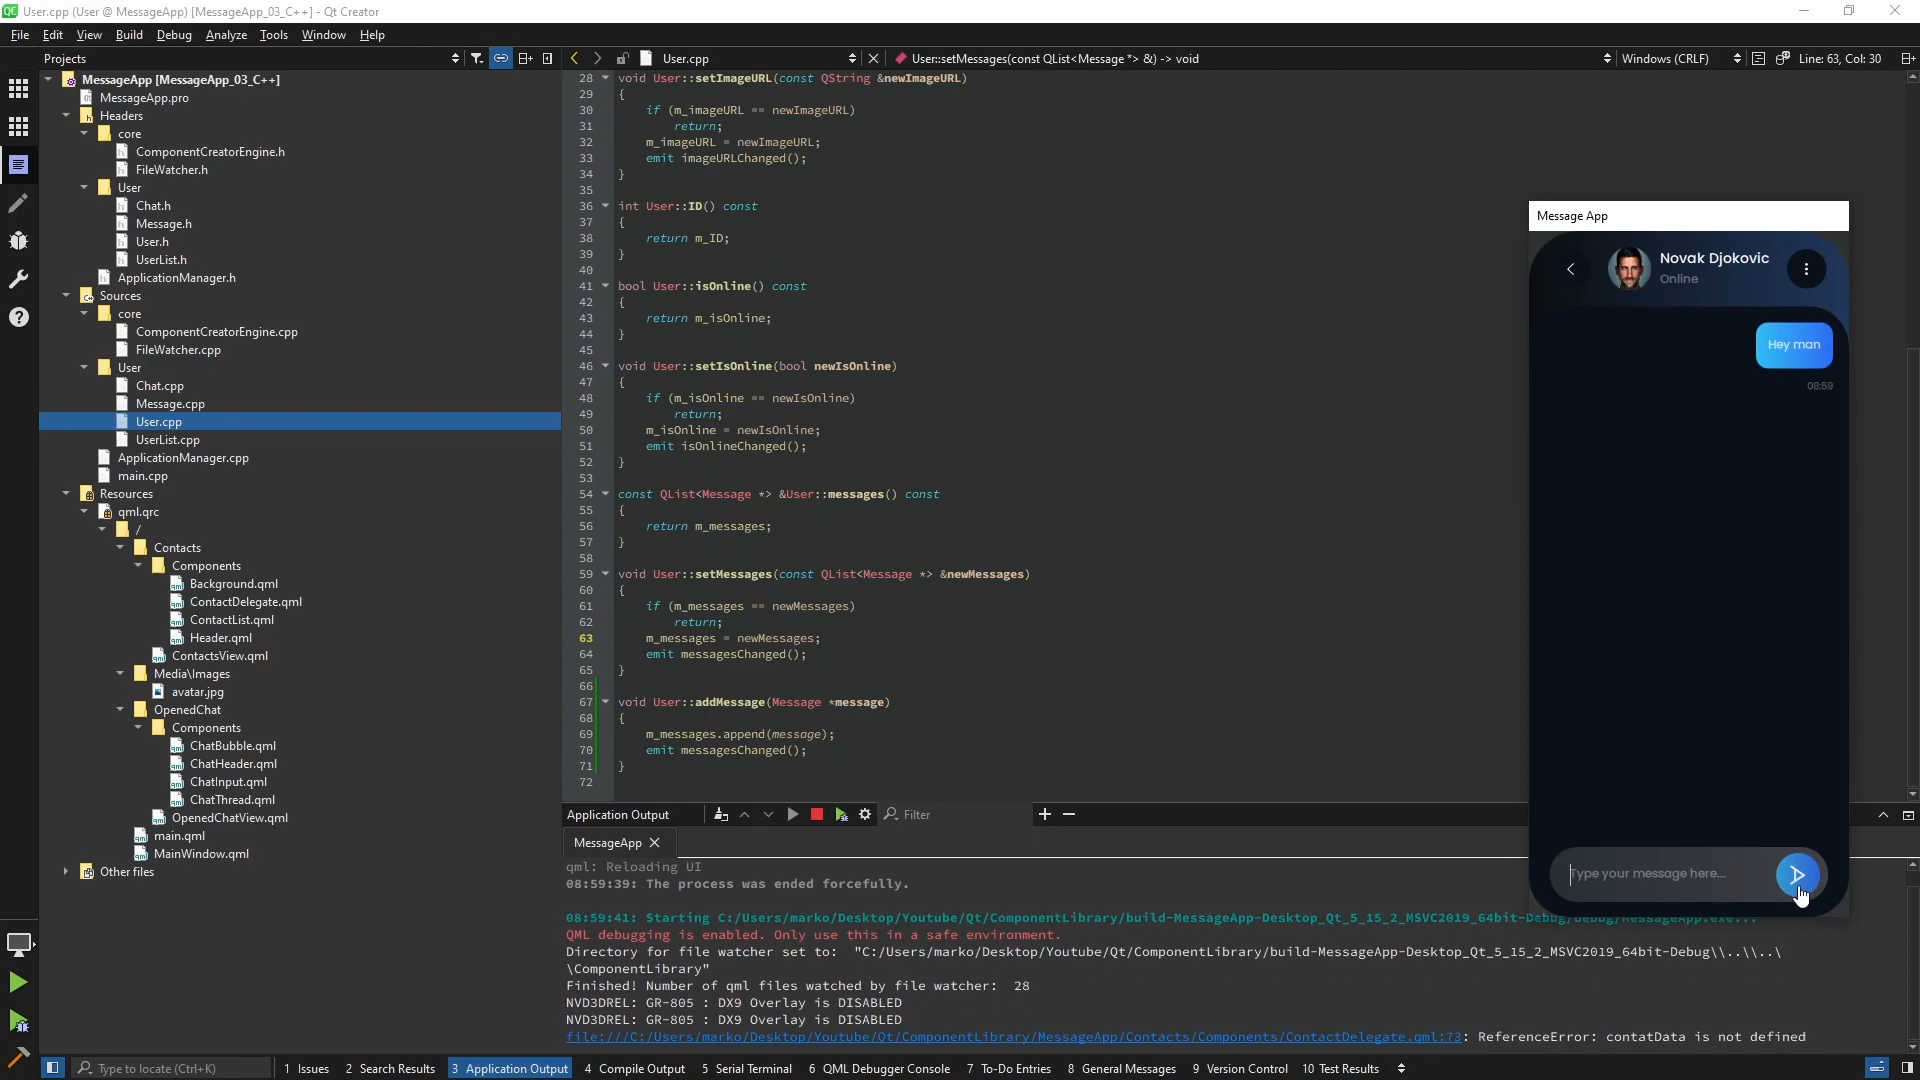 User.cpp (User @ MessageApp) [MessageApp_03_C++] - Qt Creator
File Edit View Build Debug Analyze Tools Window Help
Projects
User.cpp
User::setMessages(const QList<Message *> &) -> void
Windows (CRLF)
Line: 63, Col: 30
MessageApp [MessageApp_03_C++]
MessageApp.pro
Headers
core
ComponentCreatorEngine.h
FileWatcher.h
User
Chat.h
Message.h
User.h
UserList.h
ApplicationManager.h
Sources
core
ComponentCreatorEngine.cpp
FileWatcher.cpp
User
Chat.cpp
Message.cpp
User.cpp
UserList.cpp
ApplicationManager.cpp
main.cpp
Resources
qml.qrc
/
Contacts
Components
Background.qml
ContactDelegate.qml
ContactList.qml
Header.qml
ContactsView.qml
Media\Images
avatar.jpg
OpenedChat
Components
ChatBubble.qml
ChatHeader.qml
ChatInput.qml
ChatThread.qml
OpenedChatView.qml
main.qml
MainWindow.qml
Other files
28 void User::setImageURL(const QString &newImageURL)
29 {
30 if (m_imageURL == newImageURL)
31 return;
32 m_imageURL = newImageURL;
33 emit imageURLChanged();
34 }
35
36 int User::ID() const
37 {
38 return m_ID;
39 }
40
41 bool User::isOnline() const
42 {
43 return m_isOnline;
44 }
45
46 void User::setIsOnline(bool newIsOnline)
47 {
48 if (m_isOnline == newIsOnline)
49 return;
50 m_isOnline = newIsOnline;
51 emit isOnlineChanged();
52 }
53
54 const QList<Message *> &User::messages() const
55 {
56 return m_messages;
57 }
58
59 void User::setMessages(const QList<Message *> &newMessages)
60 {
61 if (m_messages == newMessages)
62 return;
63 m_messages = newMessages;
64 emit messagesChanged();
65 }
66
67 void User::addMessage(Message *message)
68 {
69 m_messages.append(message);
70 emit messagesChanged();
71 }
72
Message App
Novak Djokovic
Online
Hey man
08:59
Type your message here...
Application Output
Filter
MessageApp
qml: Reloading UI
08:59:39: The process was ended forcefully.
08:59:41: Starting C:/Users/marko/Desktop/Youtube/Qt/ComponentLibrary/build-MessageApp-Desktop_Qt_5_15_2_MSVC2019_64bit-Debug/debug/MessageApp.exe...
QML debugging is enabled. Only use this in a safe environment.
Directory for file watcher set to: "C:/Users/marko/Desktop/Youtube/Qt/ComponentLibrary/build-MessageApp-Desktop_Qt_5_15_2_MSVC2019_64bit-Debug\\..\\..\
\ComponentLibrary"
Finished! Number of qml files watched by file watcher: 28
NVD3DREL: GR-805 : DX9 Overlay is DISABLED
NVD3DREL: GR-805 : DX9 Overlay is DISABLED
file:///C:/Users/marko/Desktop/Youtube/Qt/ComponentLibrary/MessageApp/Contacts/Components/ContactDelegate.qml:73: ReferenceError: contatData is not defined
Type to locate (Ctrl+K)
1 Issues 2 Search Results 3 Application Output 4 Compile Output 5 Serial Terminal 6 QML Debugger Console 7 To-Do Entries 8 General Messages 9 Version Control 10 Test Results